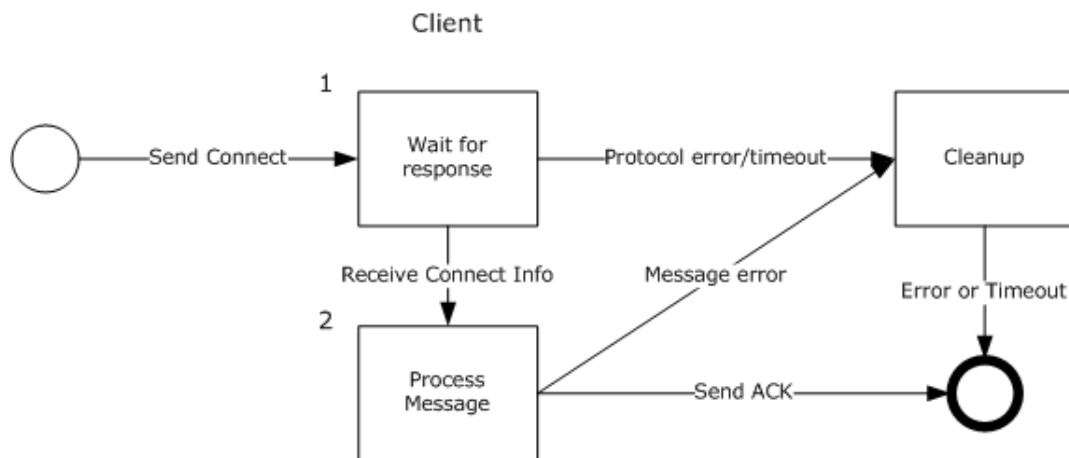 Client
1
Wait for
response
Send Connect
Protocol error/timeout
Cleanup
Receive Connect Info
Message error
Error or Timeout
2
Process
Message
Send ACK